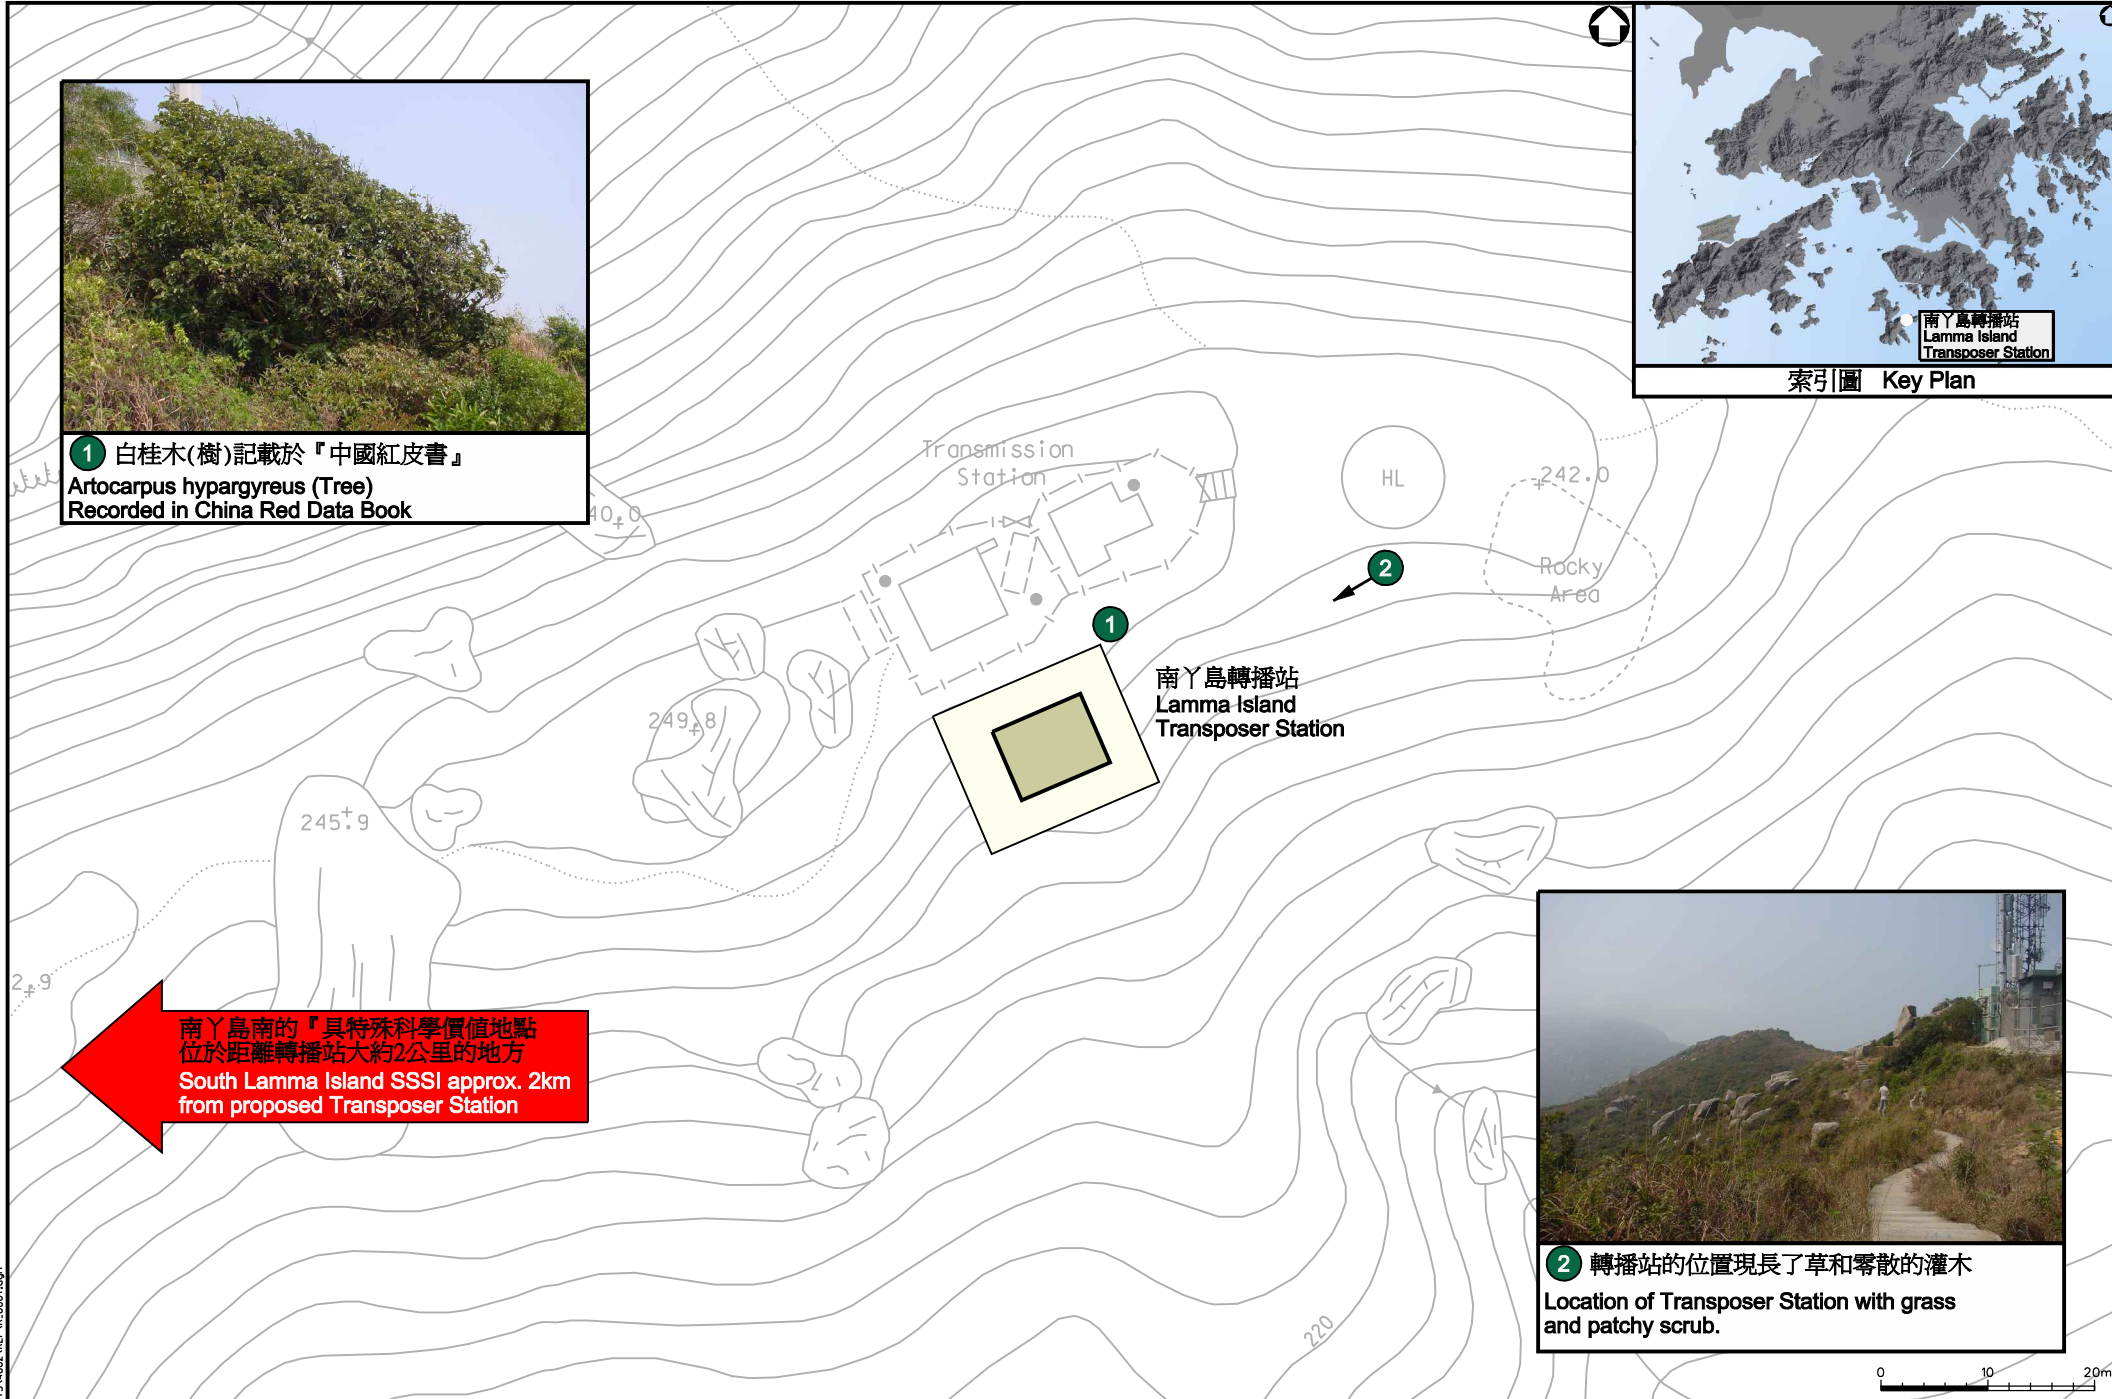 1 白桂木(樹)記載於『中國紅皮書』
Artocarpus hypargyreus (Tree)
Recorded in China Red Data Book
南丫島轉播站
Lamma Island
Transposer Station
索引圖 Key Plan
Transmission
Station
HL
242.0
Rocky
Area
40.0
2
1
南丫島轉播站
Lamma Island
Transposer Station
249.8
245.9
2.9
南丫島南的『具特殊科學價值地點
位於距離轉播站大約2公里的地方
South Lamma Island SSSI approx. 2km
from proposed Transposer Station
220
2 轉播站的位置現長了草和零散的灌木
Location of Transposer Station with grass
and patchy scrub.
0 10 20m